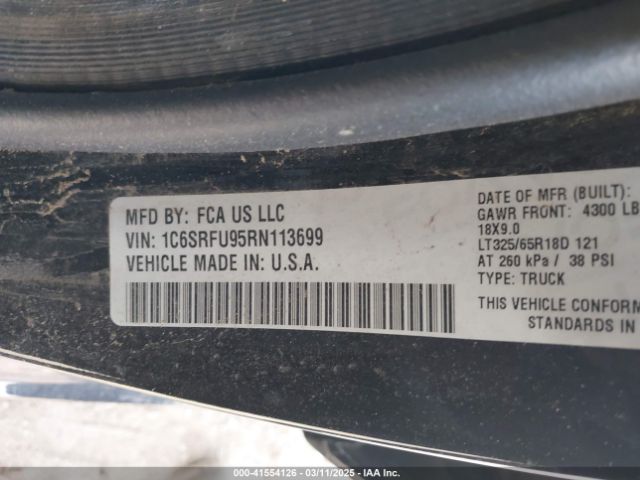 MFD BY: FCA US LLC
VIN: 1C6SRFU95RN113699
VEHICLE MADE IN: U.S.A.
DATE OF MFR (BUILT):
GAWR FRONT: 4300 LB
18X9.0
LT325/65R18D 121
AT 260 kPa / 38 PSI
TYPE: TRUCK
THIS VEHICLE CONFORM
STANDARDS IN
000-41554126 - 03/11/2025 - IAA Inc.